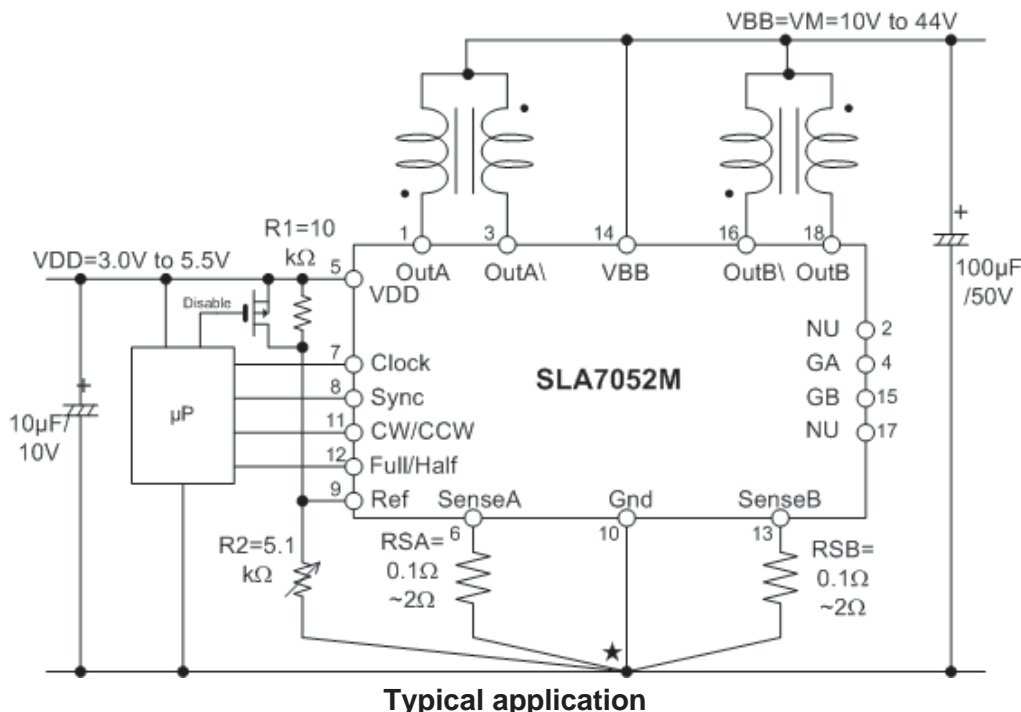 VBB=VM=10V to 44V
R1=10
kΩ
1
3
14
16
18
VDD=3.0V to 5.5V
5
OutA
OutA\
VBB
OutB\
OutB
VDD
+
100µF
/50V
Disable
NU
2
7
Clock
SLA7052M
GA
4
8
Sync
GB
15
+
10µF/
10V
µP
11
CW/CCW
NU
17
12
Full/Half
9
Ref
SenseA
Gnd
SenseB
6
10
13
R2=5.1
kΩ
RSA=
0.1Ω
~2Ω
RSB=
0.1Ω
~2Ω
★
Typical application